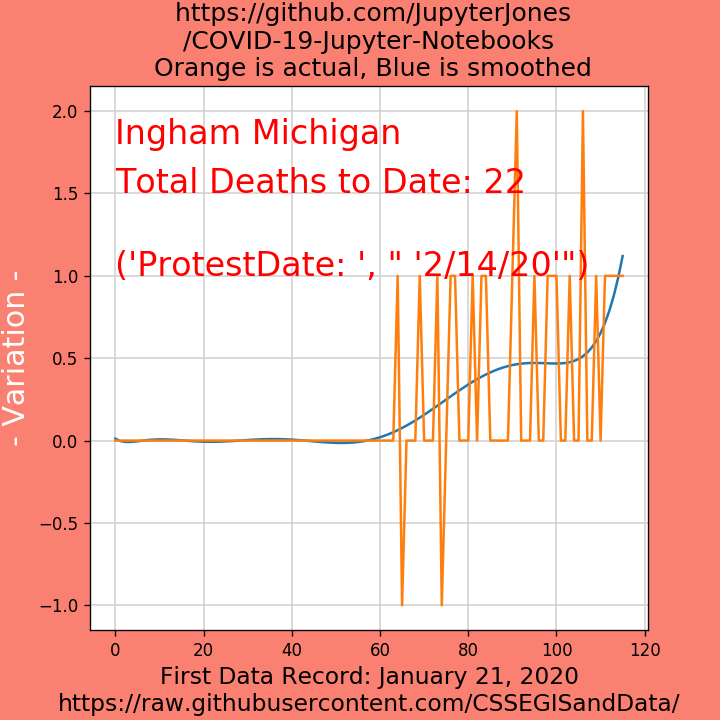 https://github.com/JupyterJones
/COVID-19-Jupyter-Notebooks
Orange is actual, Blue is smoothed
2.0
1.5
1.0
0.5
0.0
−0.5
−1.0
- Variation -
Ingham Michigan
Total Deaths to Date: 22
('ProtestDate: ', " '2/14/20'")
0 20 40 60 80 100 120
First Data Record: January 21, 2020
https://raw.githubusercontent.com/CSSEGISandData/